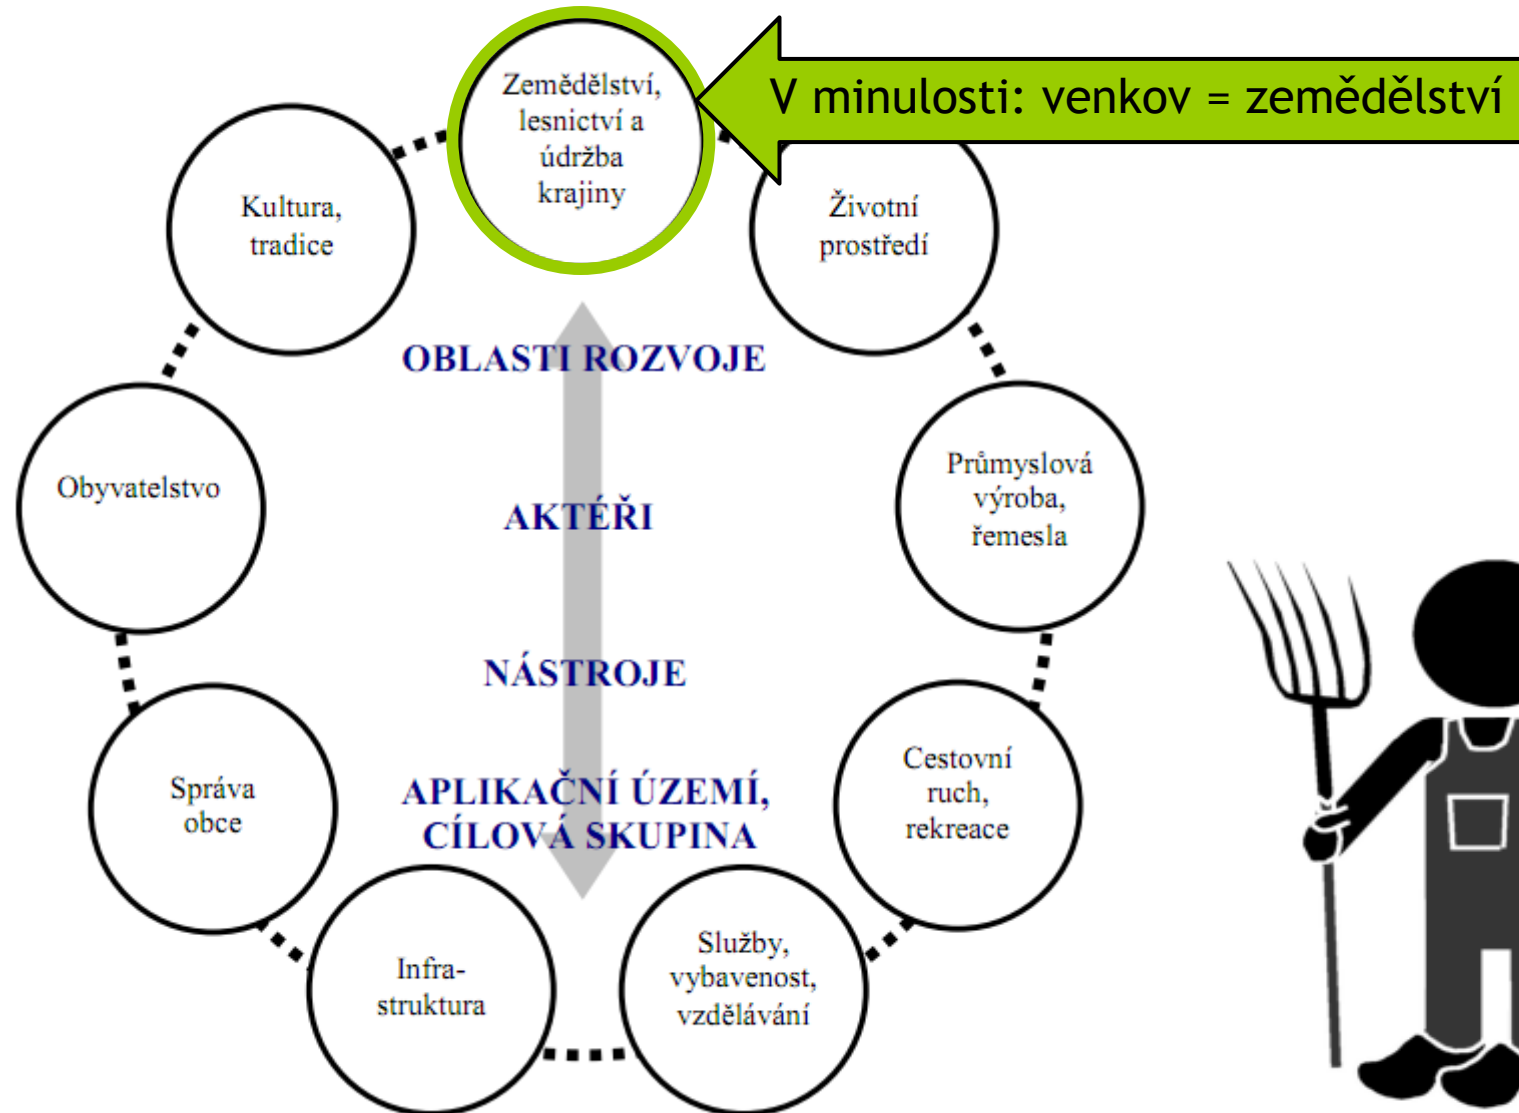 Zemědělství,
lesnictví a
údržba
krajiny
V minulosti: venkov = zemědělství
Kultura,
tradice
Životní
prostředí
OBLASTI ROZVOJE
Obyvatelstvo
AKTÉŘI
Průmyslová
výroba,
řemesla
NÁSTROJE
Správa
obce
APLIKAČNÍ ÚZEMÍ,
CÍLOVÁ SKUPINA
Cestovní
ruch,
rekreace
Infra-
struktura
Služby,
vybavenost,
vzdělávání